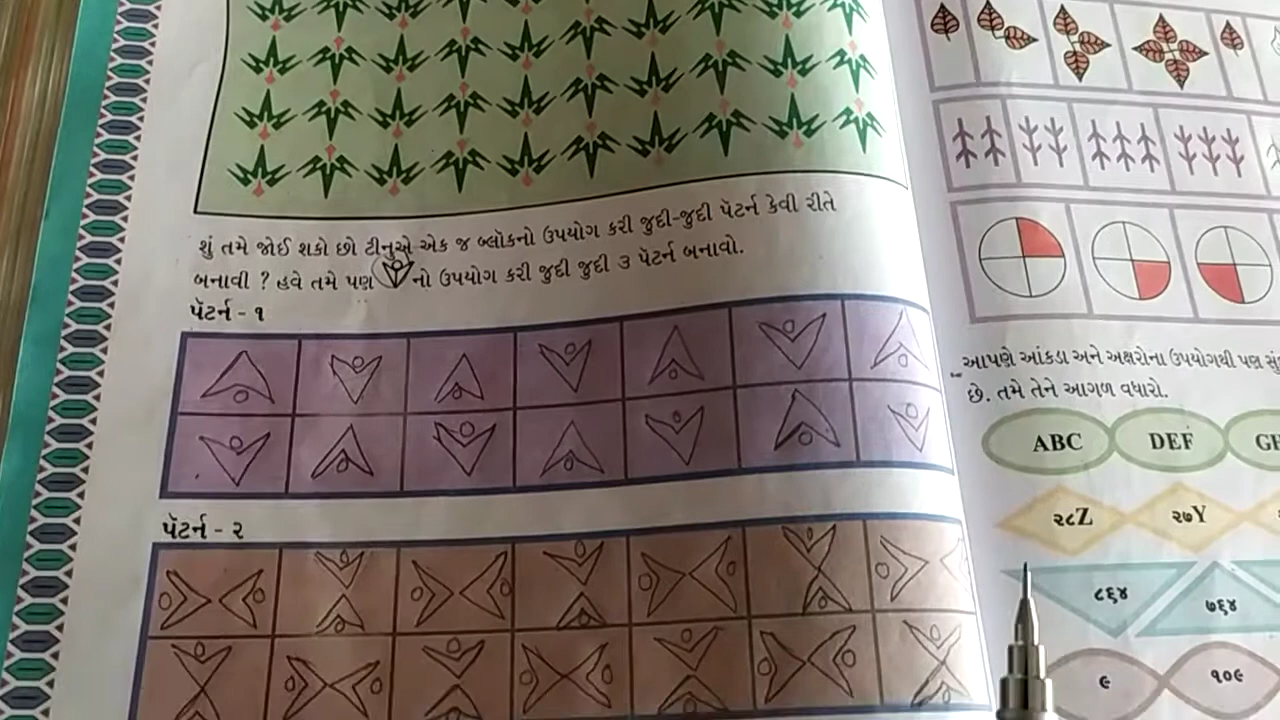 શું તમે જોઈ શકો છો ટીનુએ એક જ બ્લૉકનો ઉપયોગ કરી જુદી-જુદી પૅટર્ન કેવી રીતે
બનાવી ? હવે તમે પણ નો ઉપયોગ કરી જુદી જુદી ૩ પૅટર્ન બનાવો.
પૅટર્ન - ૧
પૅટર્ન - ૨
આપણે આંકડા અને અક્ષરોના ઉપયોગથી પણ
છે. તમે તેને આગળ વધારો.
ABC DEF
૨૮Z ૨૭Y
૮૬૪ ૭૬૪
૯ ૧૦૯